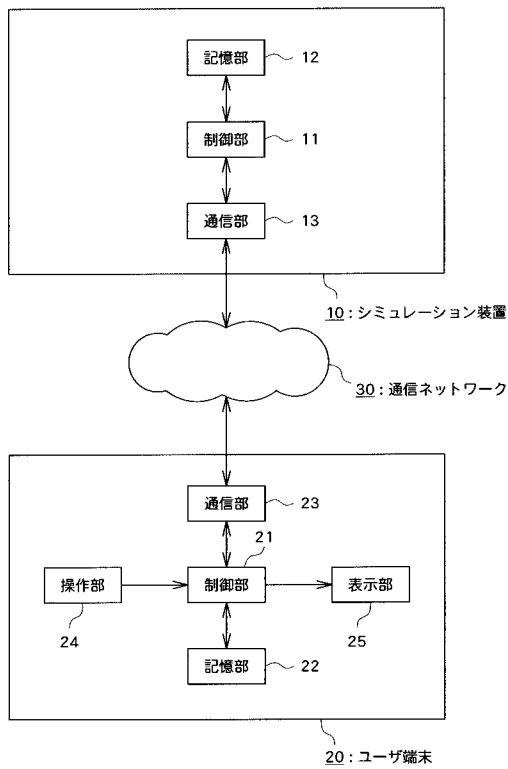 記憶部 12
制御部 11
通信部 13
10：シミュレーション装置
30：通信ネットワーク
通信部 23
21
操作部 制御部 表示部
24 25
記憶部 22
20：ユーザ端末